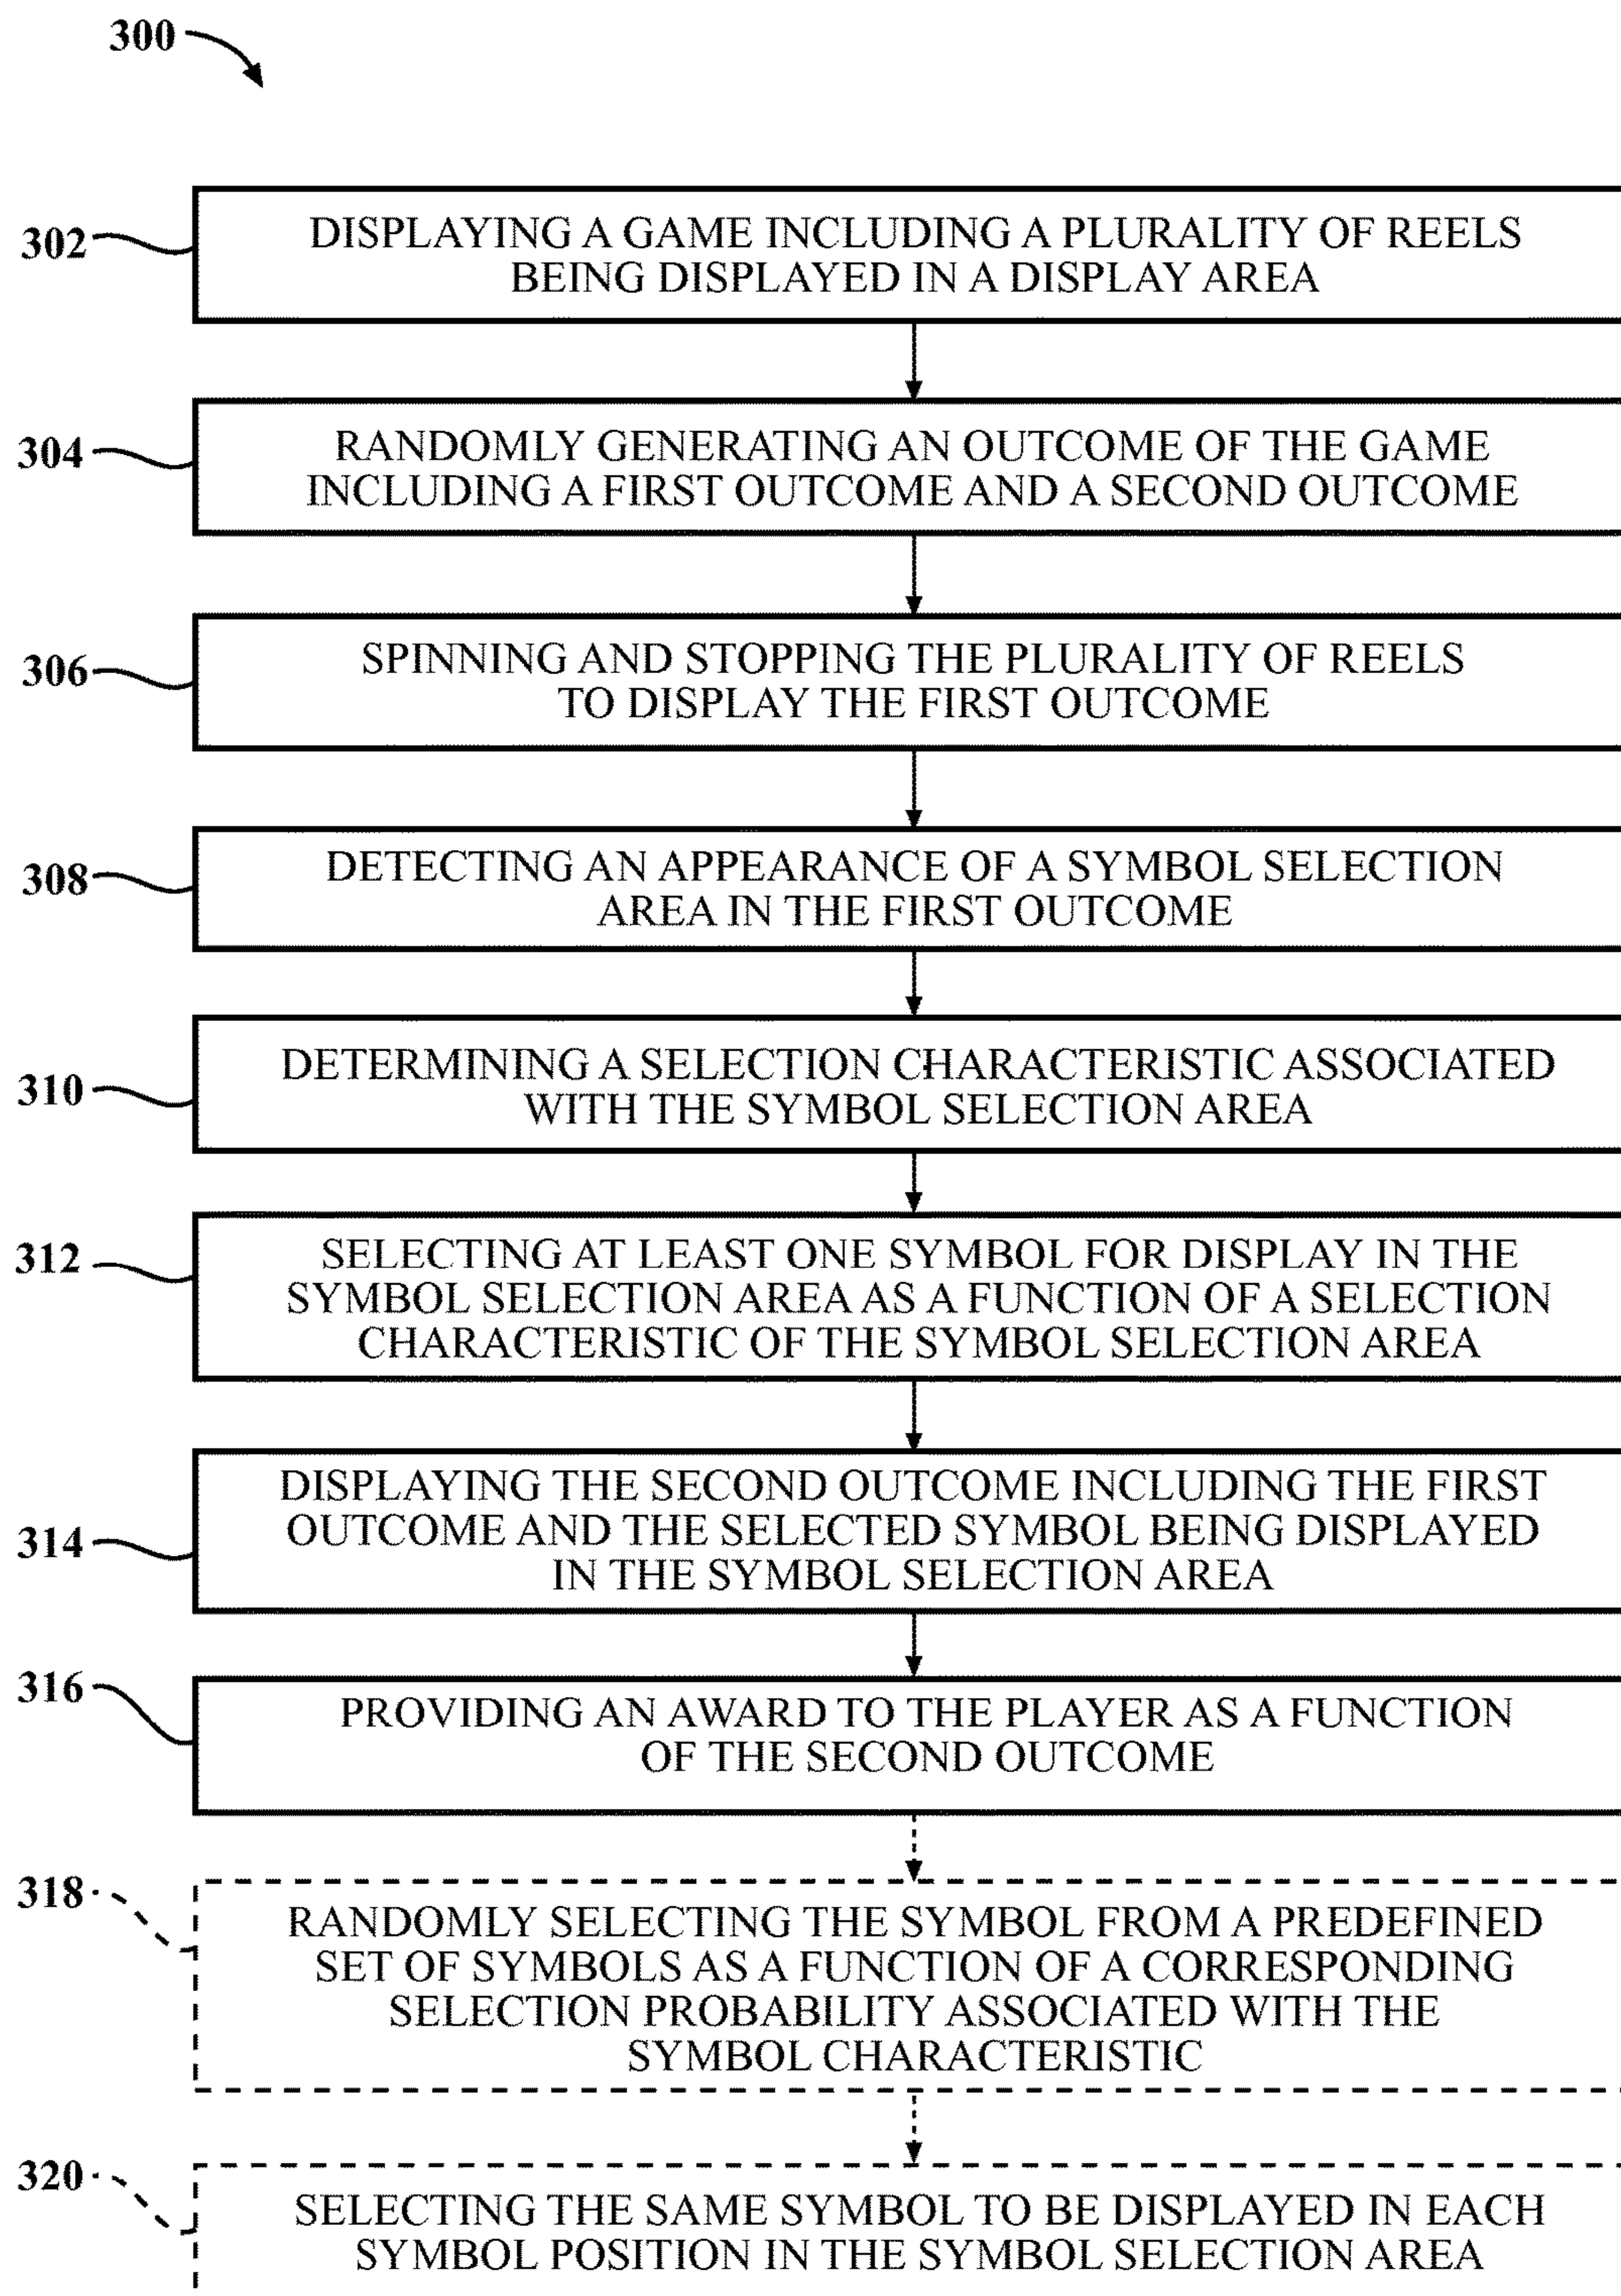 300
302
DISPLAYING A GAME INCLUDING A PLURALITY OF REELS
BEING DISPLAYED IN A DISPLAY AREA
304
RANDOMLY GENERATING AN OUTCOME OF THE GAME
INCLUDING A FIRST OUTCOME AND A SECOND OUTCOME
306
SPINNING AND STOPPING THE PLURALITY OF REELS
TO DISPLAY THE FIRST OUTCOME
308
DETECTING AN APPEARANCE OF A SYMBOL SELECTION
AREA IN THE FIRST OUTCOME
310
DETERMINING A SELECTION CHARACTERISTIC ASSOCIATED
WITH THE SYMBOL SELECTION AREA
312
SELECTING AT LEAST ONE SYMBOL FOR DISPLAY IN THE
SYMBOL SELECTION AREA AS A FUNCTION OF A SELECTION
CHARACTERISTIC OF THE SYMBOL SELECTION AREA
314
DISPLAYING THE SECOND OUTCOME INCLUDING THE FIRST
OUTCOME AND THE SELECTED SYMBOL BEING DISPLAYED
IN THE SYMBOL SELECTION AREA
316
PROVIDING AN AWARD TO THE PLAYER AS A FUNCTION
OF THE SECOND OUTCOME
318
RANDOMLY SELECTING THE SYMBOL FROM A PREDEFINED
SET OF SYMBOLS AS A FUNCTION OF A CORRESPONDING
SELECTION PROBABILITY ASSOCIATED WITH THE
SYMBOL CHARACTERISTIC
320
SELECTING THE SAME SYMBOL TO BE DISPLAYED IN EACH
SYMBOL POSITION IN THE SYMBOL SELECTION AREA